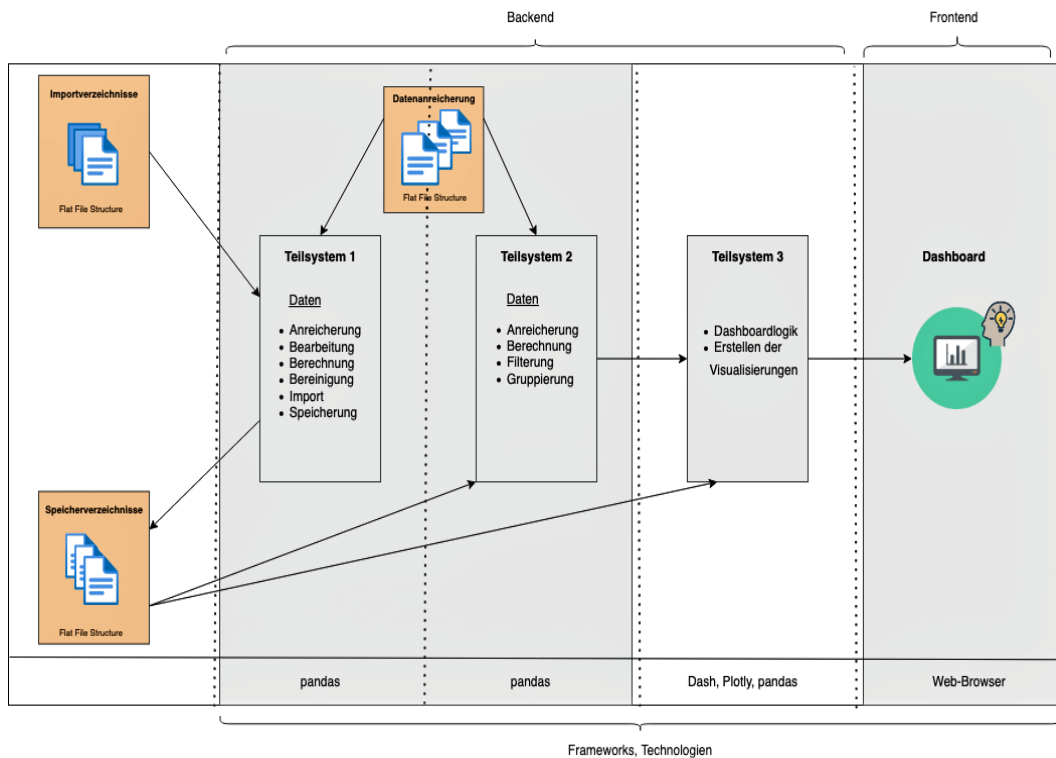 Backend
Frontend
Importverzeichnisse
Flat File Structure
Datenanreicherung
Flat File Structure
Teilsystem 1
Daten
• Anreicherung
• Bearbeitung
• Berechnung
• Bereinigung
• Import
• Speicherung
Teilsystem 2
Daten
• Anreicherung
• Berechnung
• Filterung
• Gruppierung
Teilsystem 3
• Dashboardlogik
• Erstellen der
Visualisierungen
Dashboard
Speicherverzeichnisse
Flat File Structure
pandas
pandas
Dash, Plotly, pandas
Web-Browser
Frameworks, Technologien